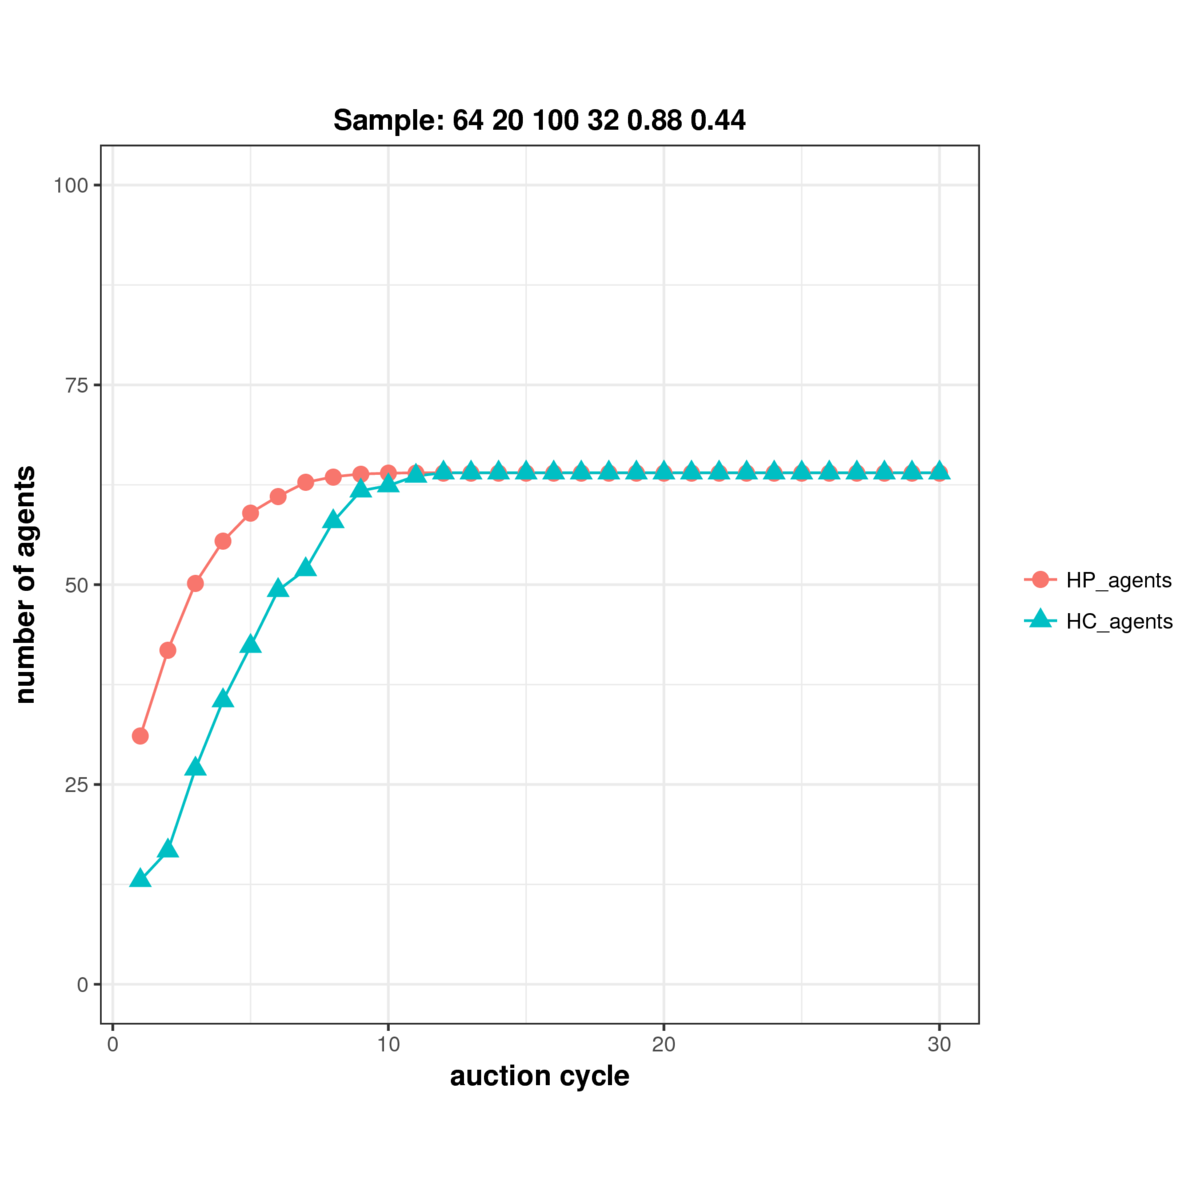 Sample: 64 20 100 32 0.88 0.44
number of agents
100
75
50
25
0
0 10 20 30
auction cycle
HP_agents
HC_agents